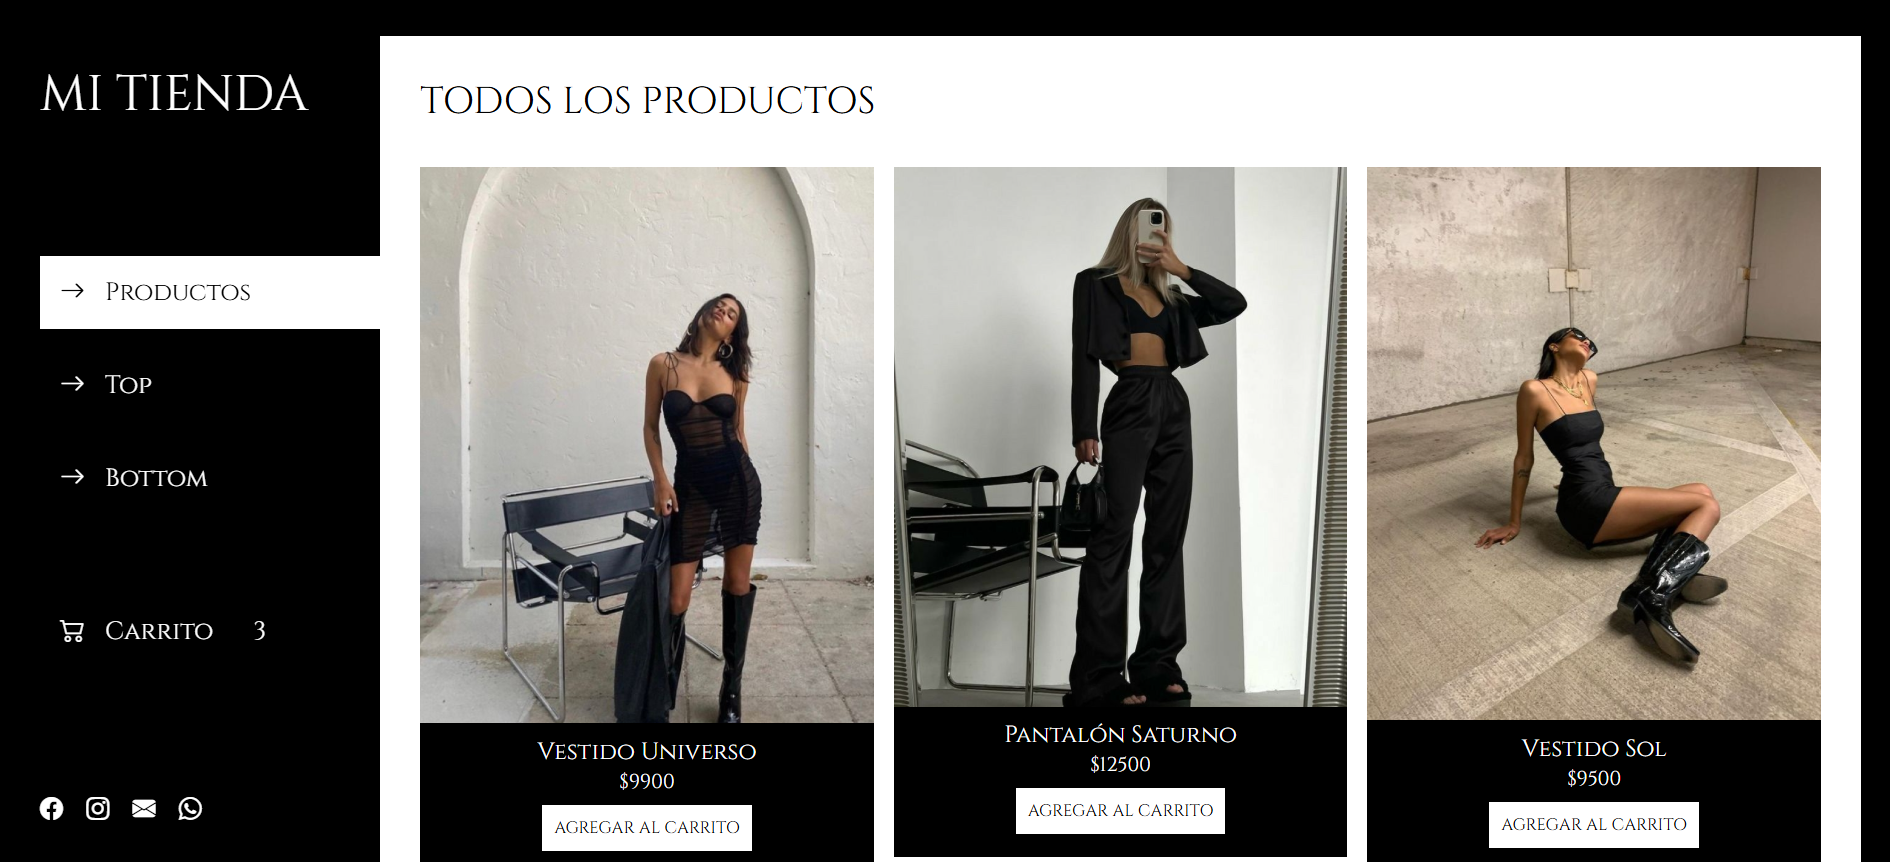 MI TIENDA
Productos
Top
Bottom
Carrito 3
TODOS LOS PRODUCTOS
Vestido Universo
$9900
AGREGAR AL CARRITO
Pantalón Saturno
$12500
AGREGAR AL CARRITO
Vestido Sol
$9500
AGREGAR AL CARRITO